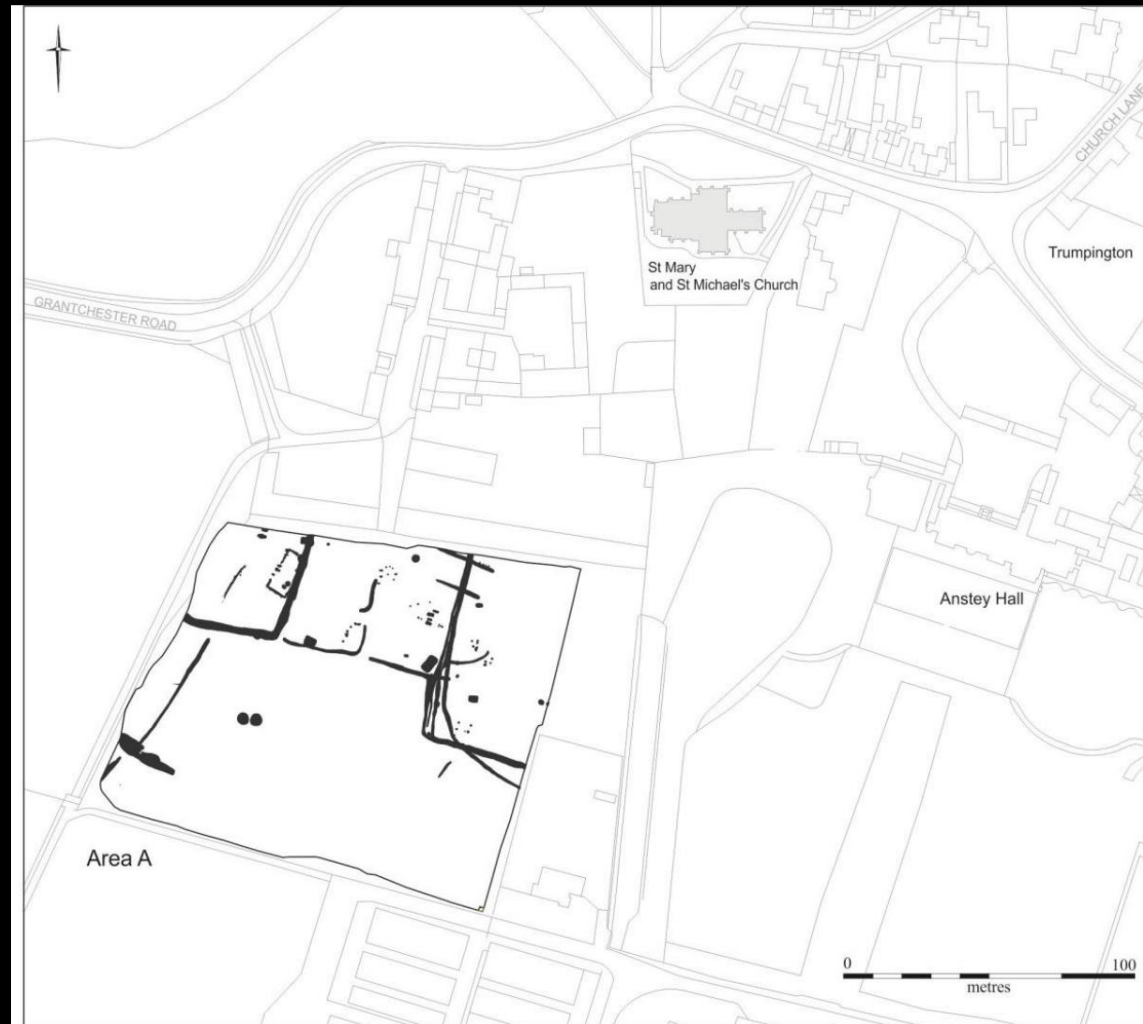 CHURCH LANE
Trumpington
St Mary
and St Michael's Church
GRANTCHESTER ROAD
Anstey Hall
Area A
0 100
metres